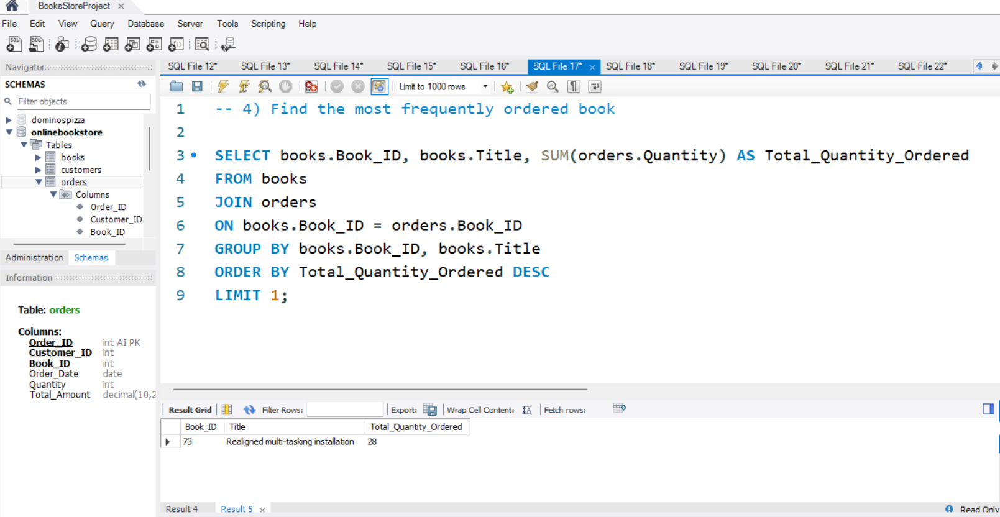 BooksStoreProject
File Edit View Query Database Server Tools Scripting Help
Navigator
SCHEMAS
Filter objects
dominospizza
onlinebookstore
Tables
books
customers
orders
Columns
Order_ID
Customer_ID
Book_ID
Administration Schemas
Information
Table: orders
Columns:
Order_ID int AI PK
Customer_ID int
Book_ID int
Order_Date date
Quantity int
Total_Amount decimal(10,2
SQL File 12* SQL File 13* SQL File 14* SQL File 15* SQL File 16* SQL File 17* SQL File 18* SQL File 19* SQL File 20* SQL File 21* SQL File 22*
Limit to 1000 rows
1 -- 4) Find the most frequently ordered book
2
3 SELECT books.Book_ID, books.Title, SUM(orders.Quantity) AS Total_Quantity_Ordered
4 FROM books
5 JOIN orders
6 ON books.Book_ID = orders.Book_ID
7 GROUP BY books.Book_ID, books.Title
8 ORDER BY Total_Quantity_Ordered DESC
9 LIMIT 1;
Result Grid Filter Rows: Export: Wrap Cell Content: Fetch rows:
Book_ID Title Total_Quantity_Ordered
73 Realigned multi-tasking installation 28
Result 4 Result 5 Read Only